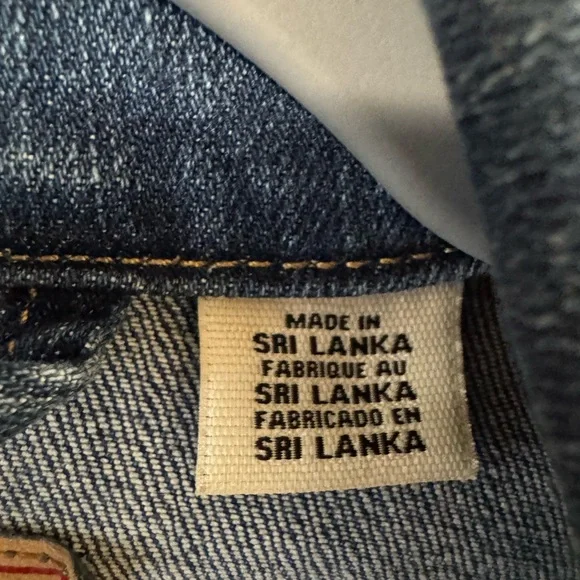 MADE IN
SRI LANKA
FABRIQUE AU
SRI LANKA
FABRICADO EN
SRI LANKA